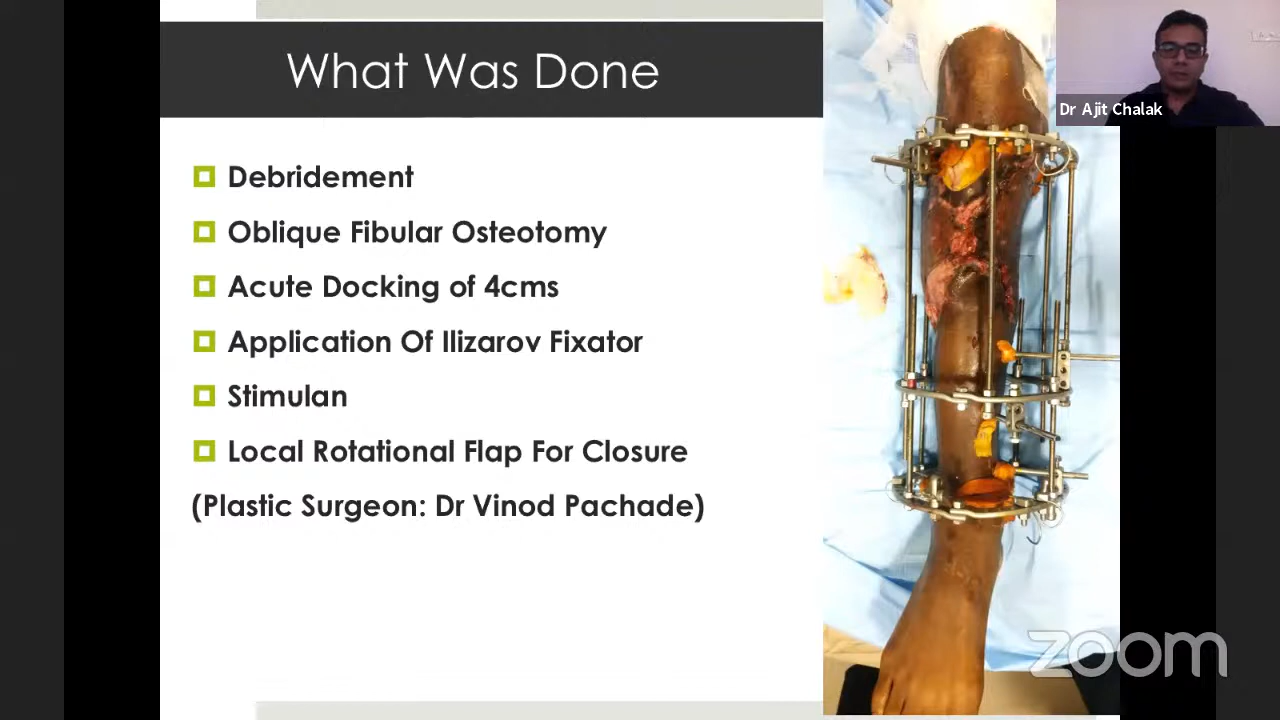 What Was Done
Dr Ajit Chalak
Debridement
Oblique Fibular Osteotomy
Acute Docking of 4cms
Application Of Ilizarov Fixator
Stimulan
Local Rotational Flap For Closure
(Plastic Surgeon: Dr Vinod Pachade)
zoom